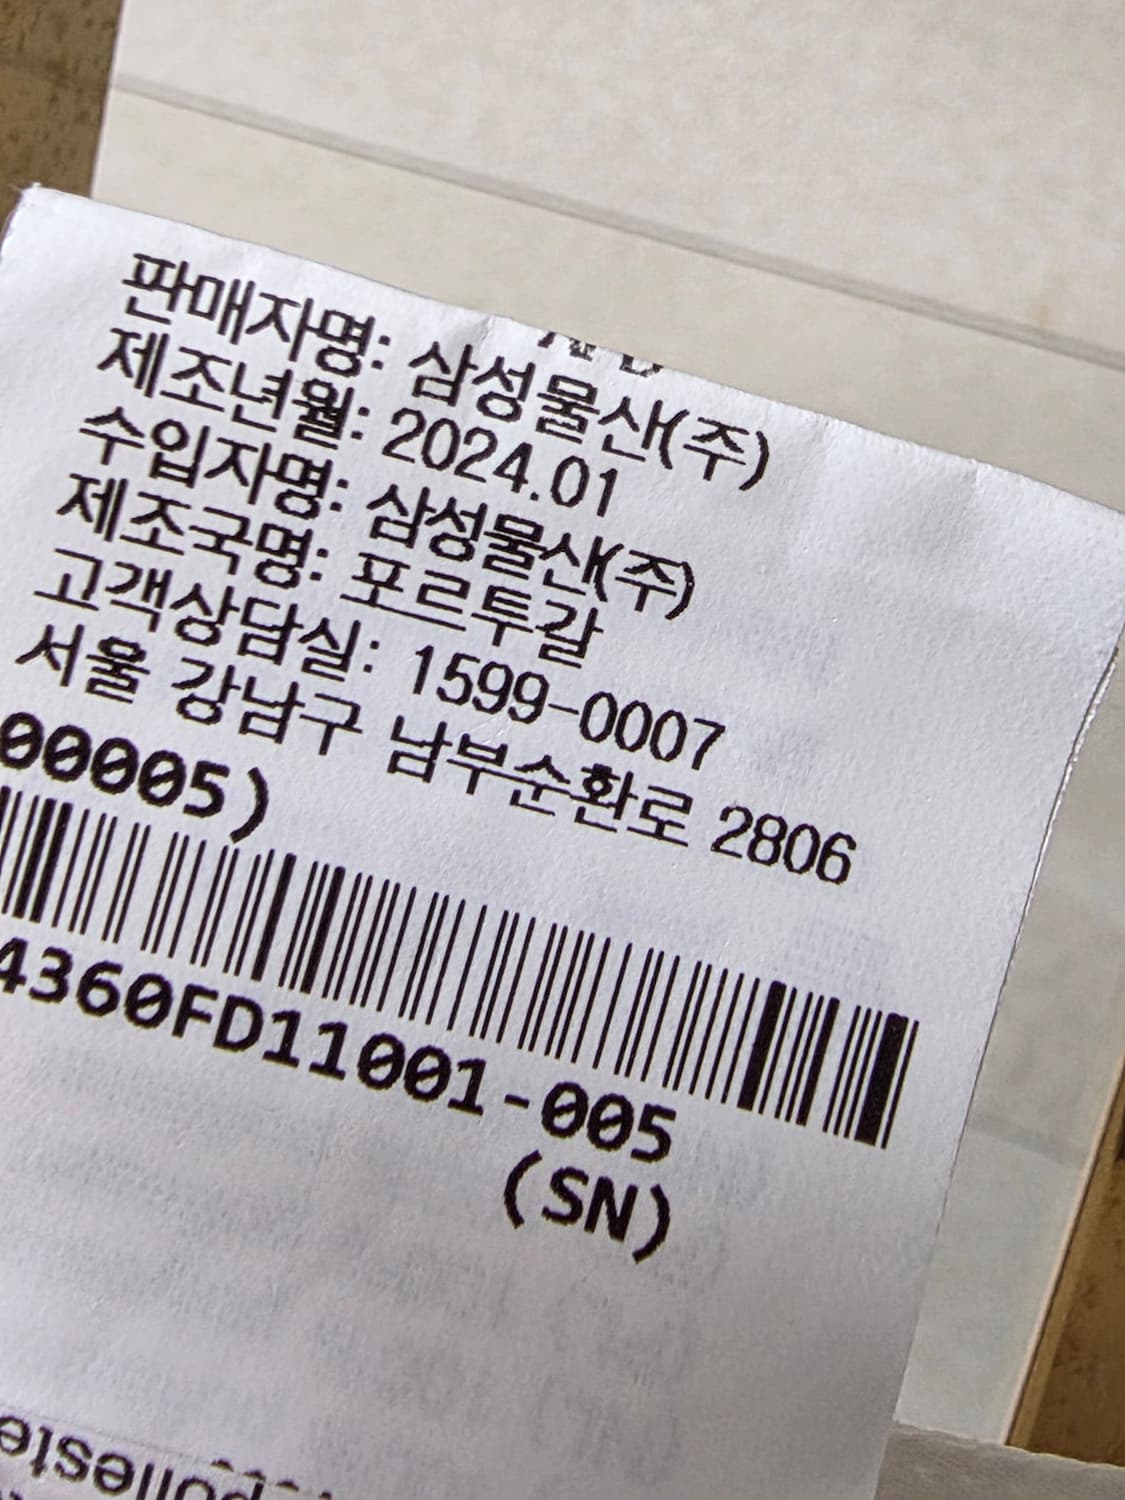 판매자명: 삼성물산(주)
제조년월: 2024.01
수입자명: 삼성물산(주)
제조국명: 포르투갈
고객상담실: 1599-0007
서울 강남구 남부순환로 2806
00005)
4360FD11001-005
(SN)